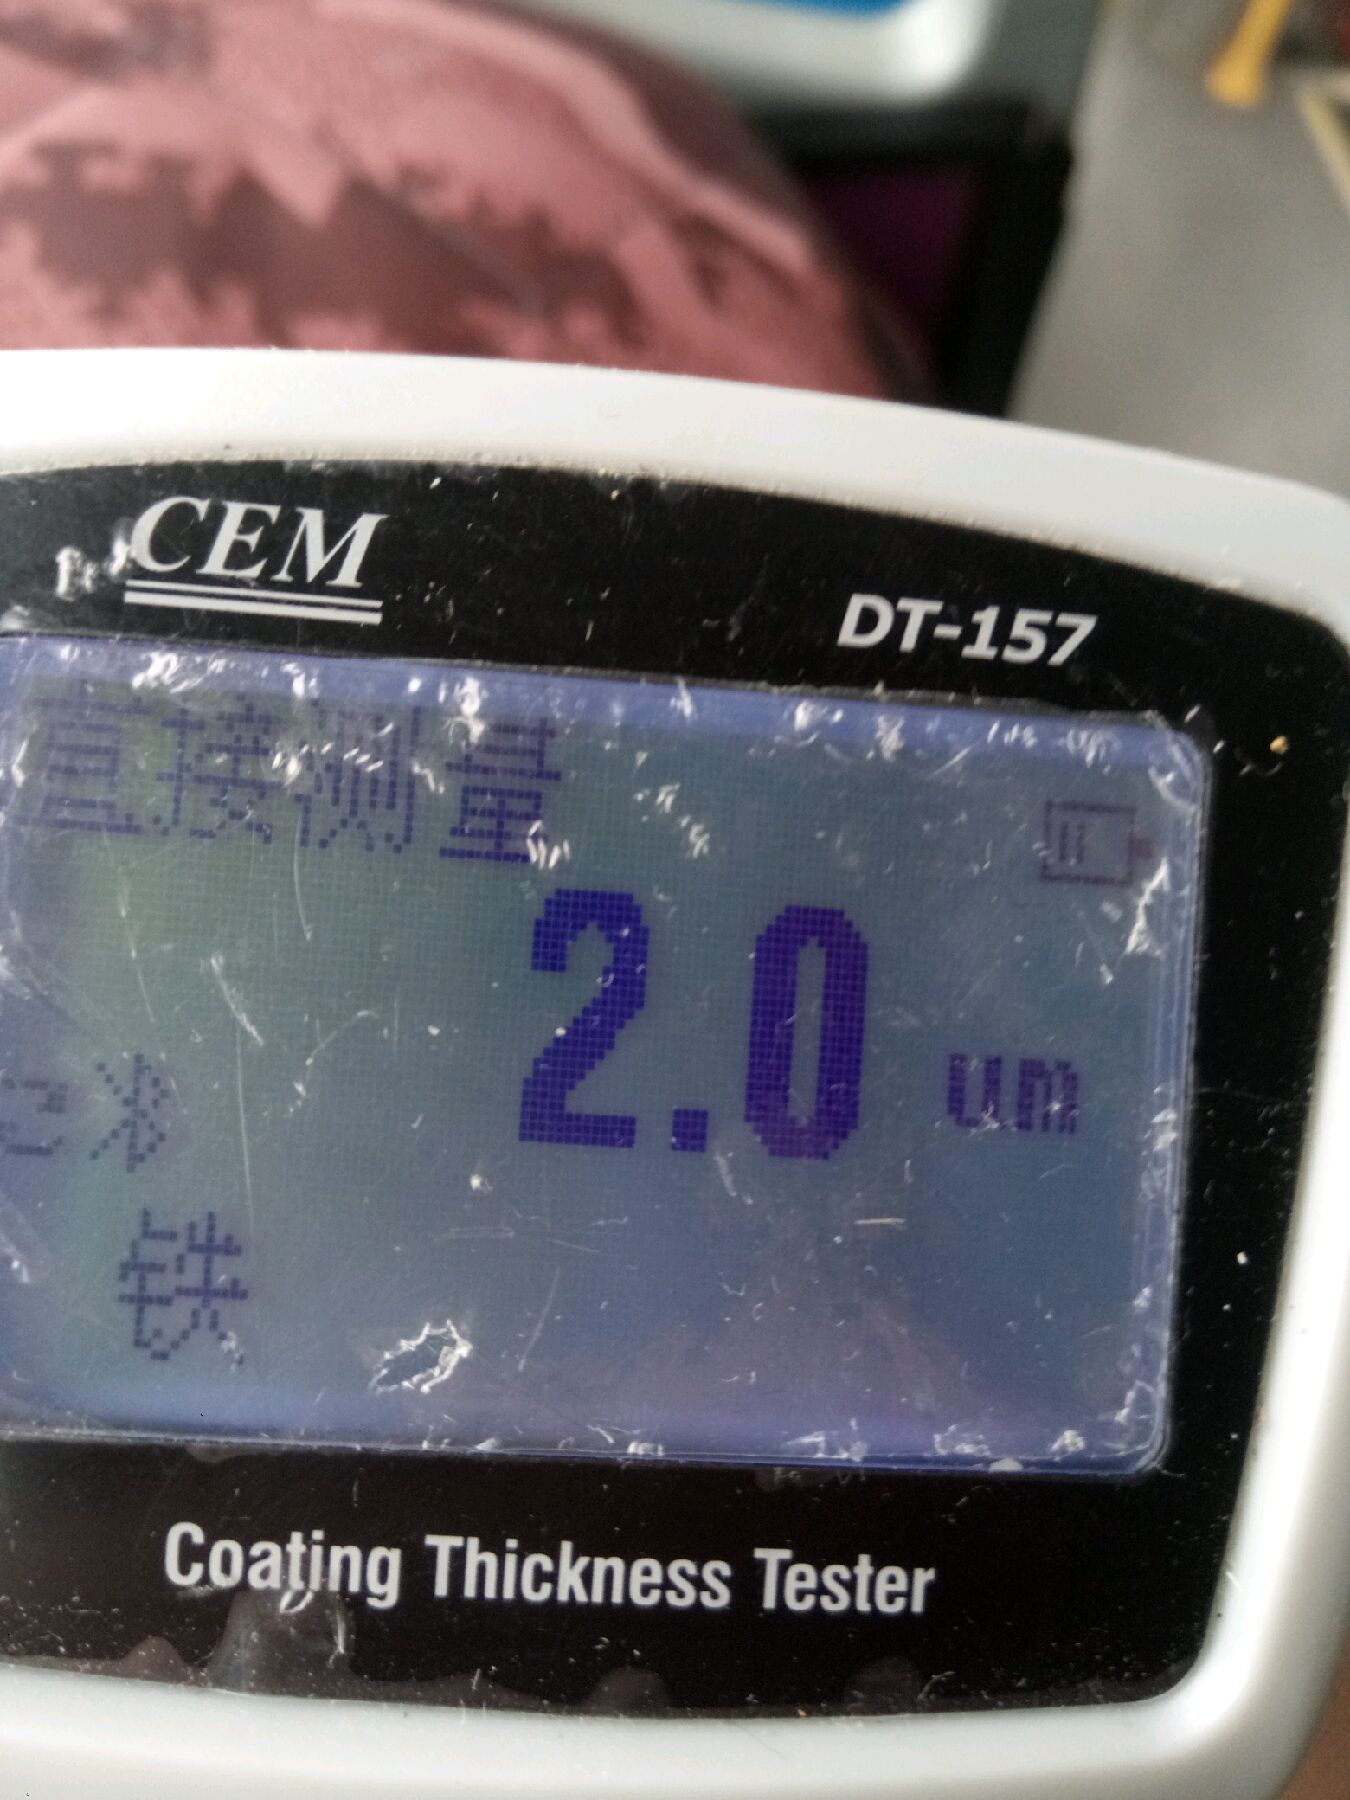 CEM
DT-157
直接测量
2.0 um
铁
Coating Thickness Tester